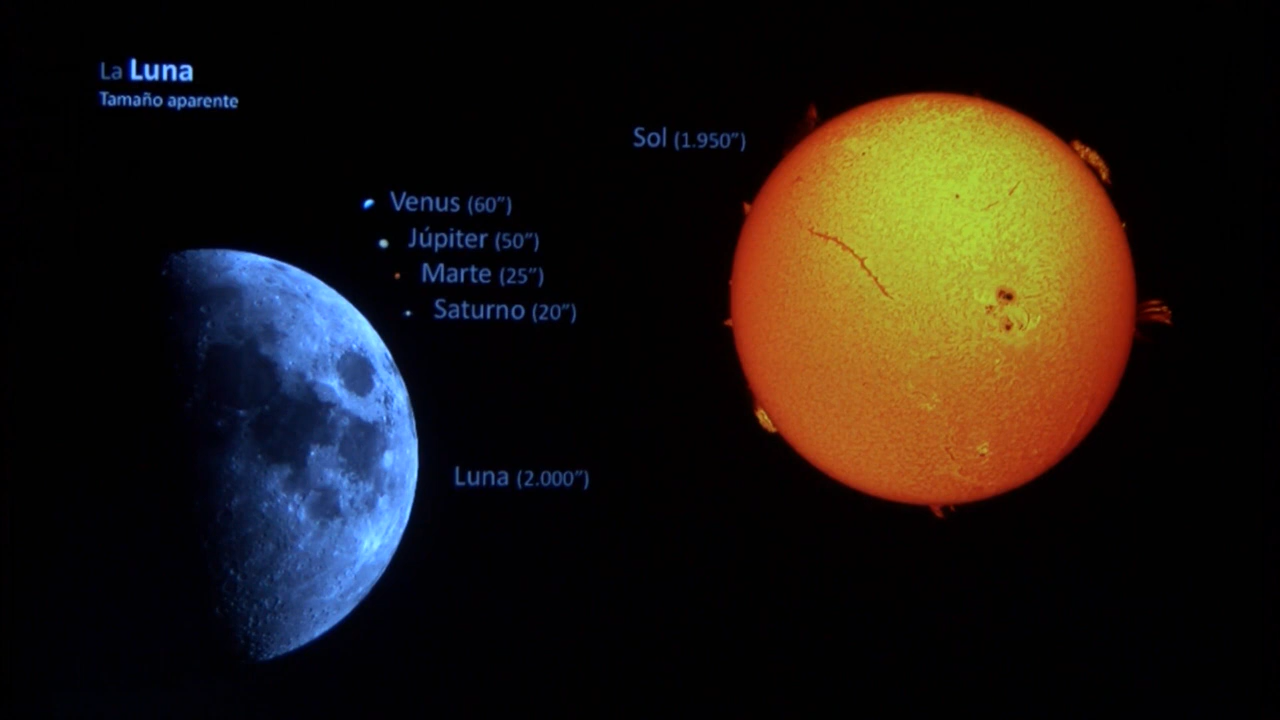 La Luna
Tamaño aparente
Sol (1.950”)
Venus (60”)
Júpiter (50”)
Marte (25”)
Saturno (20”)
Luna (2.000”)